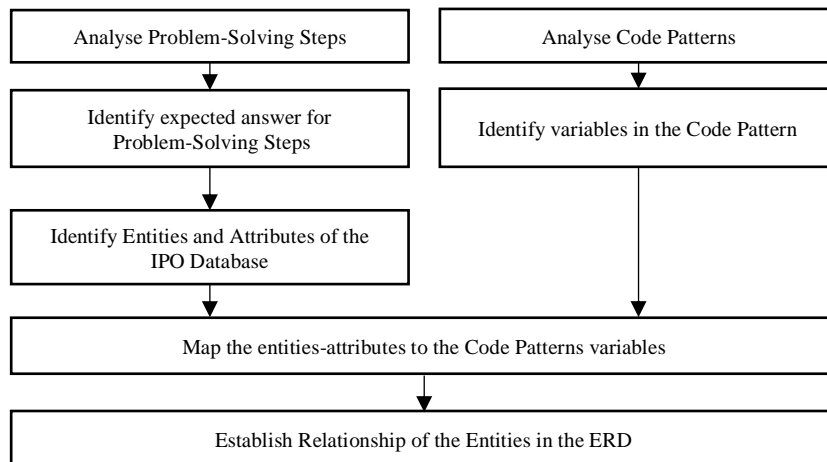 Analyse Problem-Solving Steps
Analyse Code Patterns
Identify expected answer for
Problem-Solving Steps
Identify variables in the Code Pattern
Identify Entities and Attributes of the
IPO Database
Map the entities-attributes to the Code Patterns variables
Establish Relationship of the Entities in the ERD